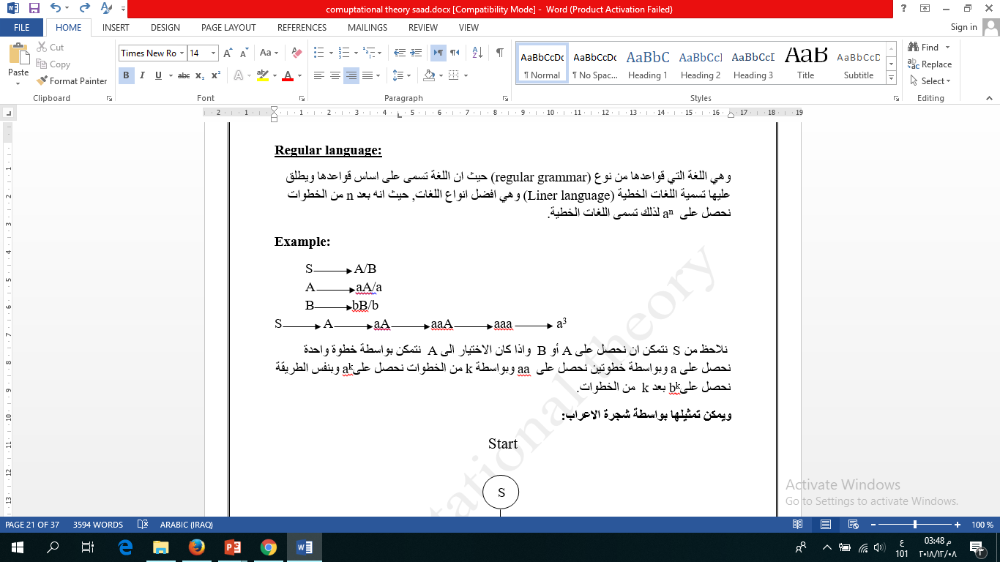 comuptational theory saad.docx [Compatibility Mode] - Word (Product Activation Failed)
FILE HOME INSERT DESIGN PAGE LAYOUT REFERENCES MAILINGS REVIEW VIEW Sign in
Paste
Cut
Copy
Format Painter
Times New Ro 14
AaBbCcDc AaBbCcDc AaBbC AaBbCcI AaBbCcD AaB AaBbCcD
¶ Normal ¶ No Spac... Heading 1 Heading 2 Heading 3 Title Subtitle
Find
Replace
Select
Clipboard Font Paragraph Styles Editing
2 1 1 2 3 4 5 6 7 8 9 10 11 12 13 14 15 16 17 18 19
Regular language:
وهي اللغة التي قواعدها من نوع (regular grammar) حيث ان اللغة تسمى على اساس قواعدها ويطلق
عليها تسمية اللغات الخطية (Liner language) وهي افضل انواع اللغات, حيث انه بعد n من الخطوات
نحصل على aⁿ لذلك تسمى اللغات الخطية.
Example:
S → A/B
A → aA/a
B → bB/b
S → A → aA → aaA → aaa → a³
نلاحظ من S نتمكن ان نحصل على A أو B واذا كان الاختيار الى A نتمكن بواسطة خطوة واحدة
نحصل على a وبواسطة خطوتين نحصل على aa وبواسطة k من الخطوات نحصل علىaᵏ وبنفس الطريقة
نحصل علىbᵏ بعد k من الخطوات.
ويمكن تمثيلها بواسطة شجرة الاعراب:
Start
S
tational theory
Activate Windows
Go to Settings to activate Windows.
PAGE 21 OF 37 3594 WORDS ARABIC (IRAQ) 100 %
ع
101
03:48 م
٢٠١٨/١٢/٠٨